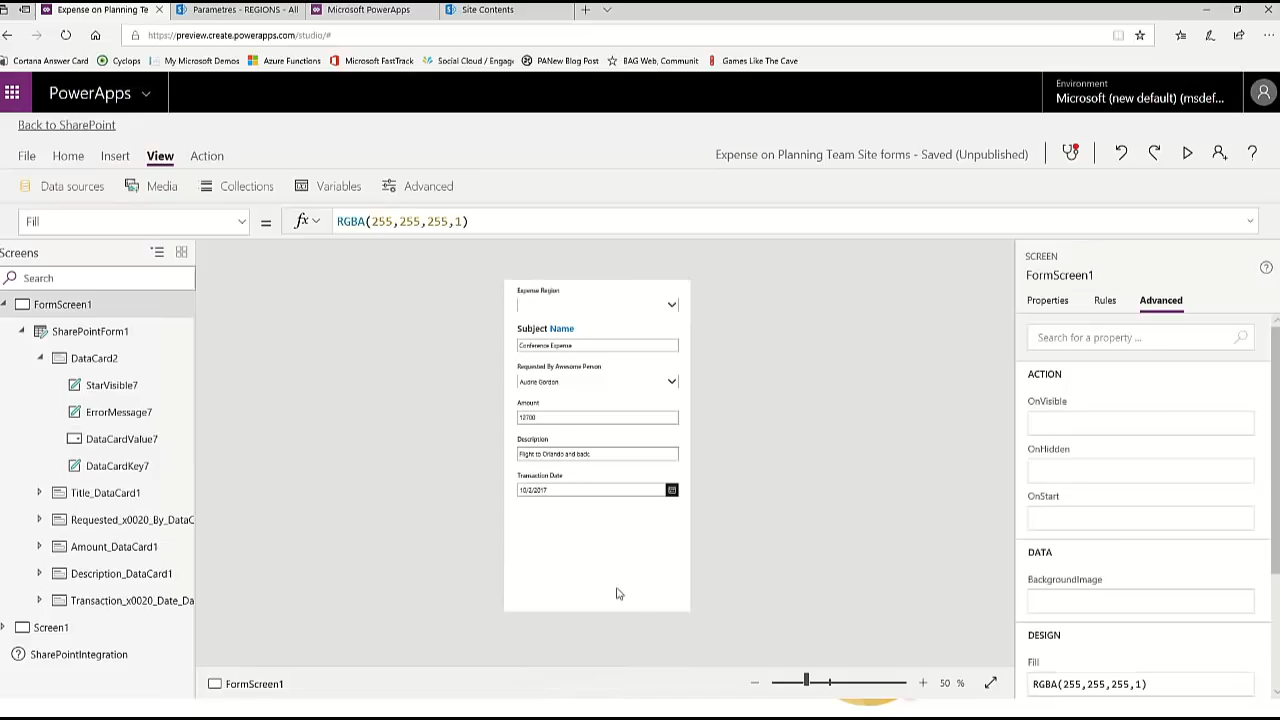 Expense on Planning Te
Parametres - REGIONS - All
Microsoft PowerApps
Site Contents
https://preview.create.powerapps.com/studio/#
Cortana Answer Card
Cyclops
My Microsoft Demos
Azure Functions
Microsoft FastTrack
Social Cloud / Engag
PANew Blog Post
BAG Web, Communit
Games Like The Cave
PowerApps
Environment
Microsoft (new default) (msdef...
Back to SharePoint
File Home Insert View Action
Expense on Planning Team Site forms - Saved (Unpublished)
Data sources Media Collections Variables Advanced
Fill = fx RGBA(255,255,255,1)
Screens
Search
FormScreen1
SharePointForm1
DataCard2
StarVisible7
ErrorMessage7
DataCardValue7
DataCardKey7
Title_DataCard1
Requested_x0020_By_DataC
Amount_DataCard1
Description_DataCard1
Transaction_x0020_Date_Da
Screen1
SharePointIntegration
Expense Region
Subject Name
Conference Expense
Requested By Awesome Person
Audrie Gordon
Amount
12700
Description
Flight to Orlando and back.
Transaction Date
10/2/2017
FormScreen1
50 %
SCREEN
FormScreen1
Properties Rules Advanced
Search for a property ...
ACTION
OnVisible
OnHidden
OnStart
DATA
BackgroundImage
DESIGN
Fill
RGBA(255,255,255,1)